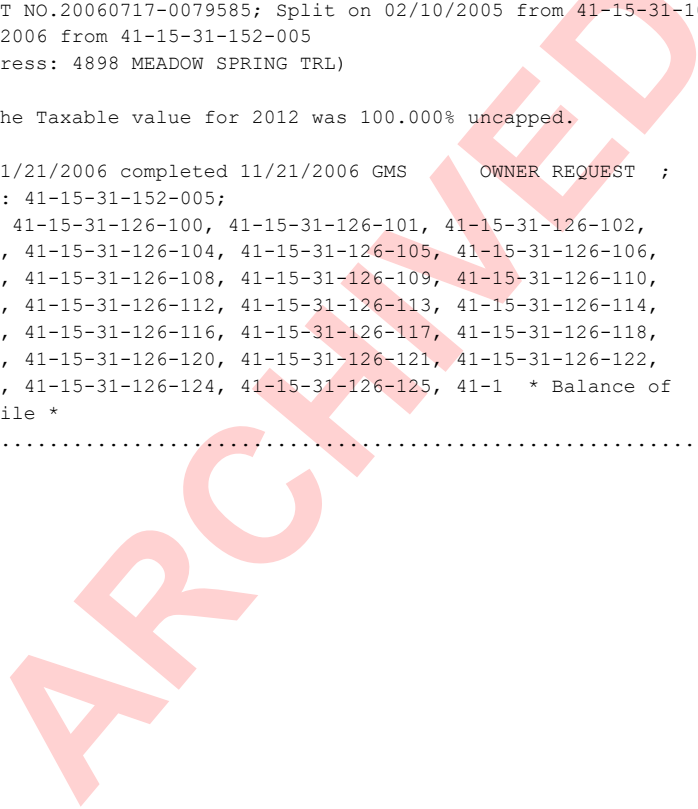 T NO.20060717-0079585; Split on 02/10/2005 from 41-15-31-1
2006 from 41-15-31-152-005
ress: 4898 MEADOW SPRING TRL)
he Taxable value for 2012 was 100.000% uncapped.
1/21/2006 completed 11/21/2006 GMS OWNER REQUEST ;
: 41-15-31-152-005;
41-15-31-126-100, 41-15-31-126-101, 41-15-31-126-102,
, 41-15-31-126-104, 41-15-31-126-105, 41-15-31-126-106,
, 41-15-31-126-108, 41-15-31-126-109, 41-15-31-126-110,
, 41-15-31-126-112, 41-15-31-126-113, 41-15-31-126-114,
, 41-15-31-126-116, 41-15-31-126-117, 41-15-31-126-118,
, 41-15-31-126-120, 41-15-31-126-121, 41-15-31-126-122,
, 41-15-31-126-124, 41-15-31-126-125, 41-1 * Balance of
ile *
.........................................................
ARCHIVED